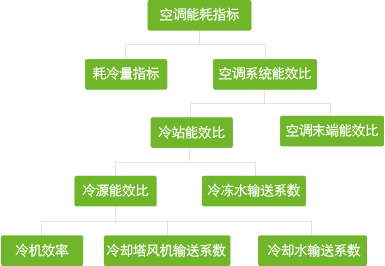 空调能耗指标
耗冷量指标
空调系统能效比
冷站能效比
空调末端能效比
冷源能效比
冷冻水输送系数
冷机效率
冷却塔风机输送系数
冷却水输送系数